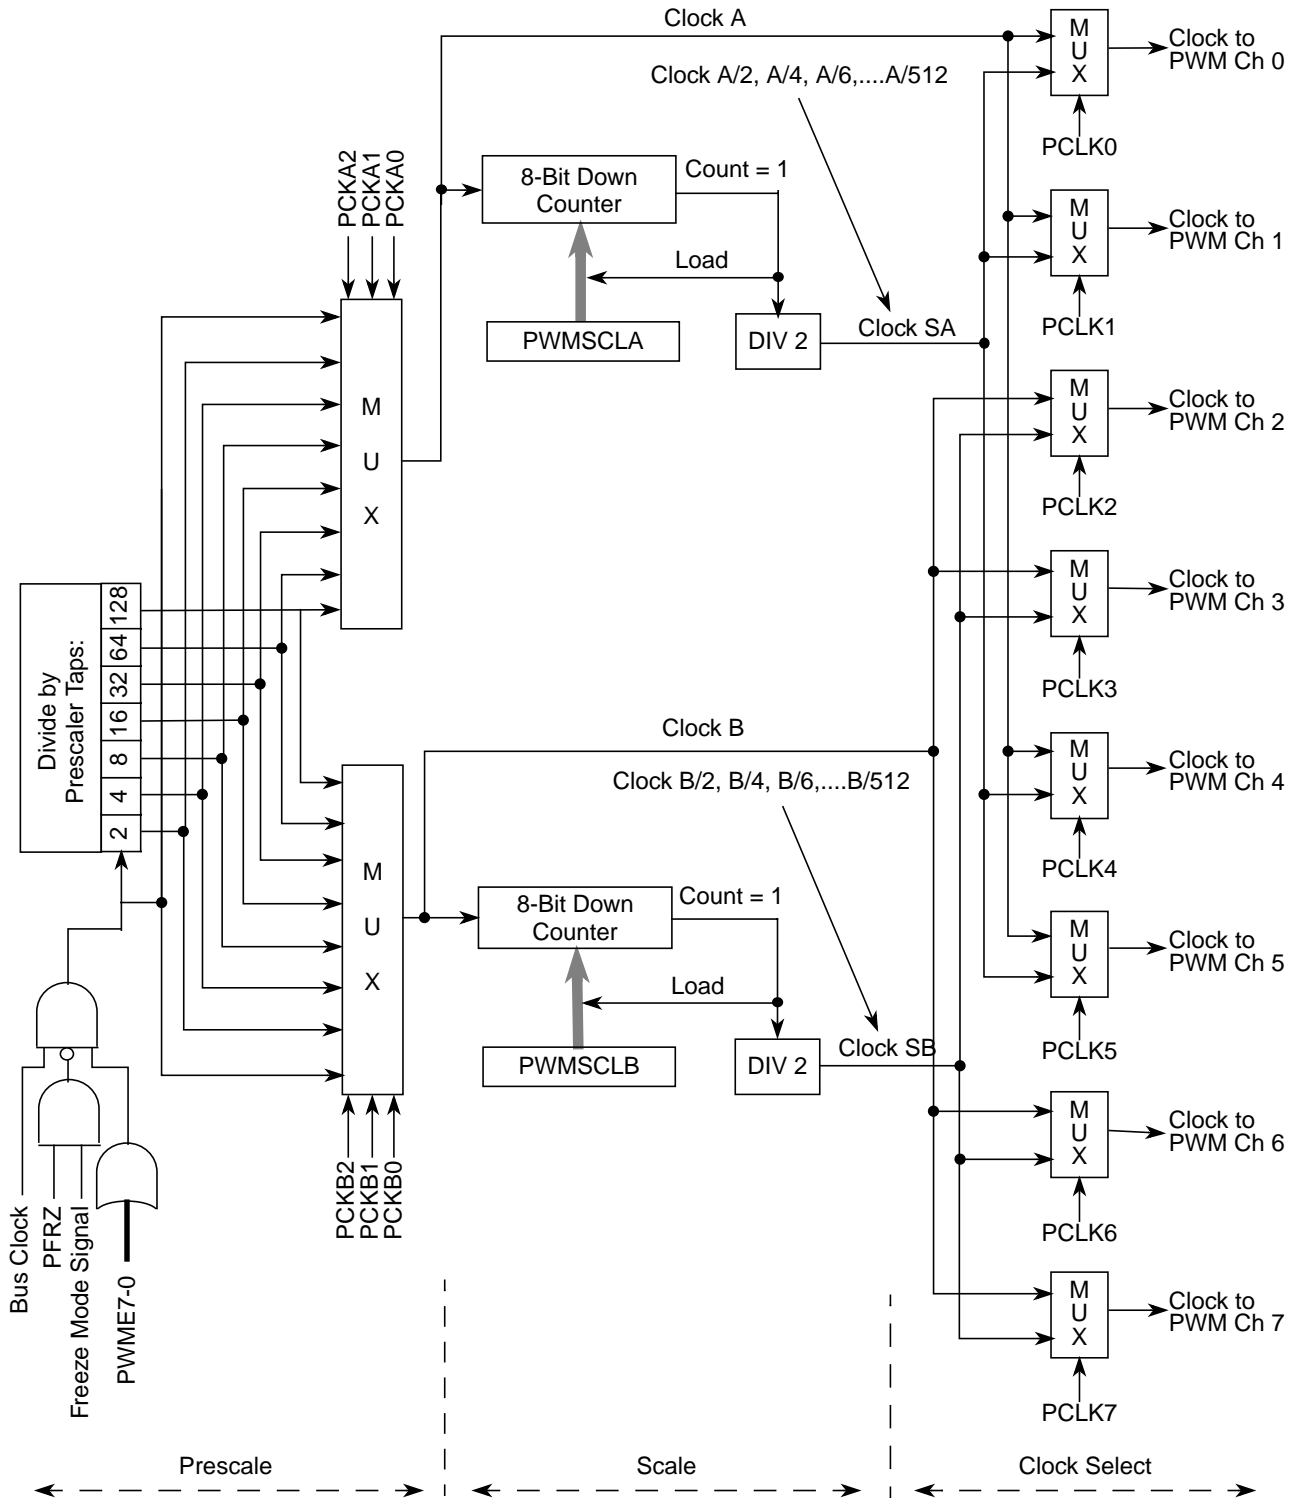 Clock A
Clock A/2, A/4, A/6,....A/512
PCKA2
PCKA1
PCKA0
8-Bit Down
Counter
Count = 1
Load
PWMSCLA
DIV 2
Clock SA
M
U
X
M
U
X
Clock to
PWM Ch 0
PCLK0
M
U
X
Clock to
PWM Ch 1
PCLK1
M
U
X
Clock to
PWM Ch 2
PCLK2
M
U
X
Clock to
PWM Ch 3
PCLK3
Divide by
Prescaler Taps:
128
64
32
16
8
4
2
Clock B
Clock B/2, B/4, B/6,....B/512
M
U
X
8-Bit Down
Counter
Count = 1
Load
PWMSCLB
DIV 2
Clock SB
M
U
X
Clock to
PWM Ch 4
PCLK4
M
U
X
Clock to
PWM Ch 5
PCLK5
M
U
X
Clock to
PWM Ch 6
PCLK6
M
U
X
Clock to
PWM Ch 7
PCLK7
PCKB2
PCKB1
PCKB0
Bus Clock
PFRZ
Freeze Mode Signal
PWME7-0
Prescale
Scale
Clock Select